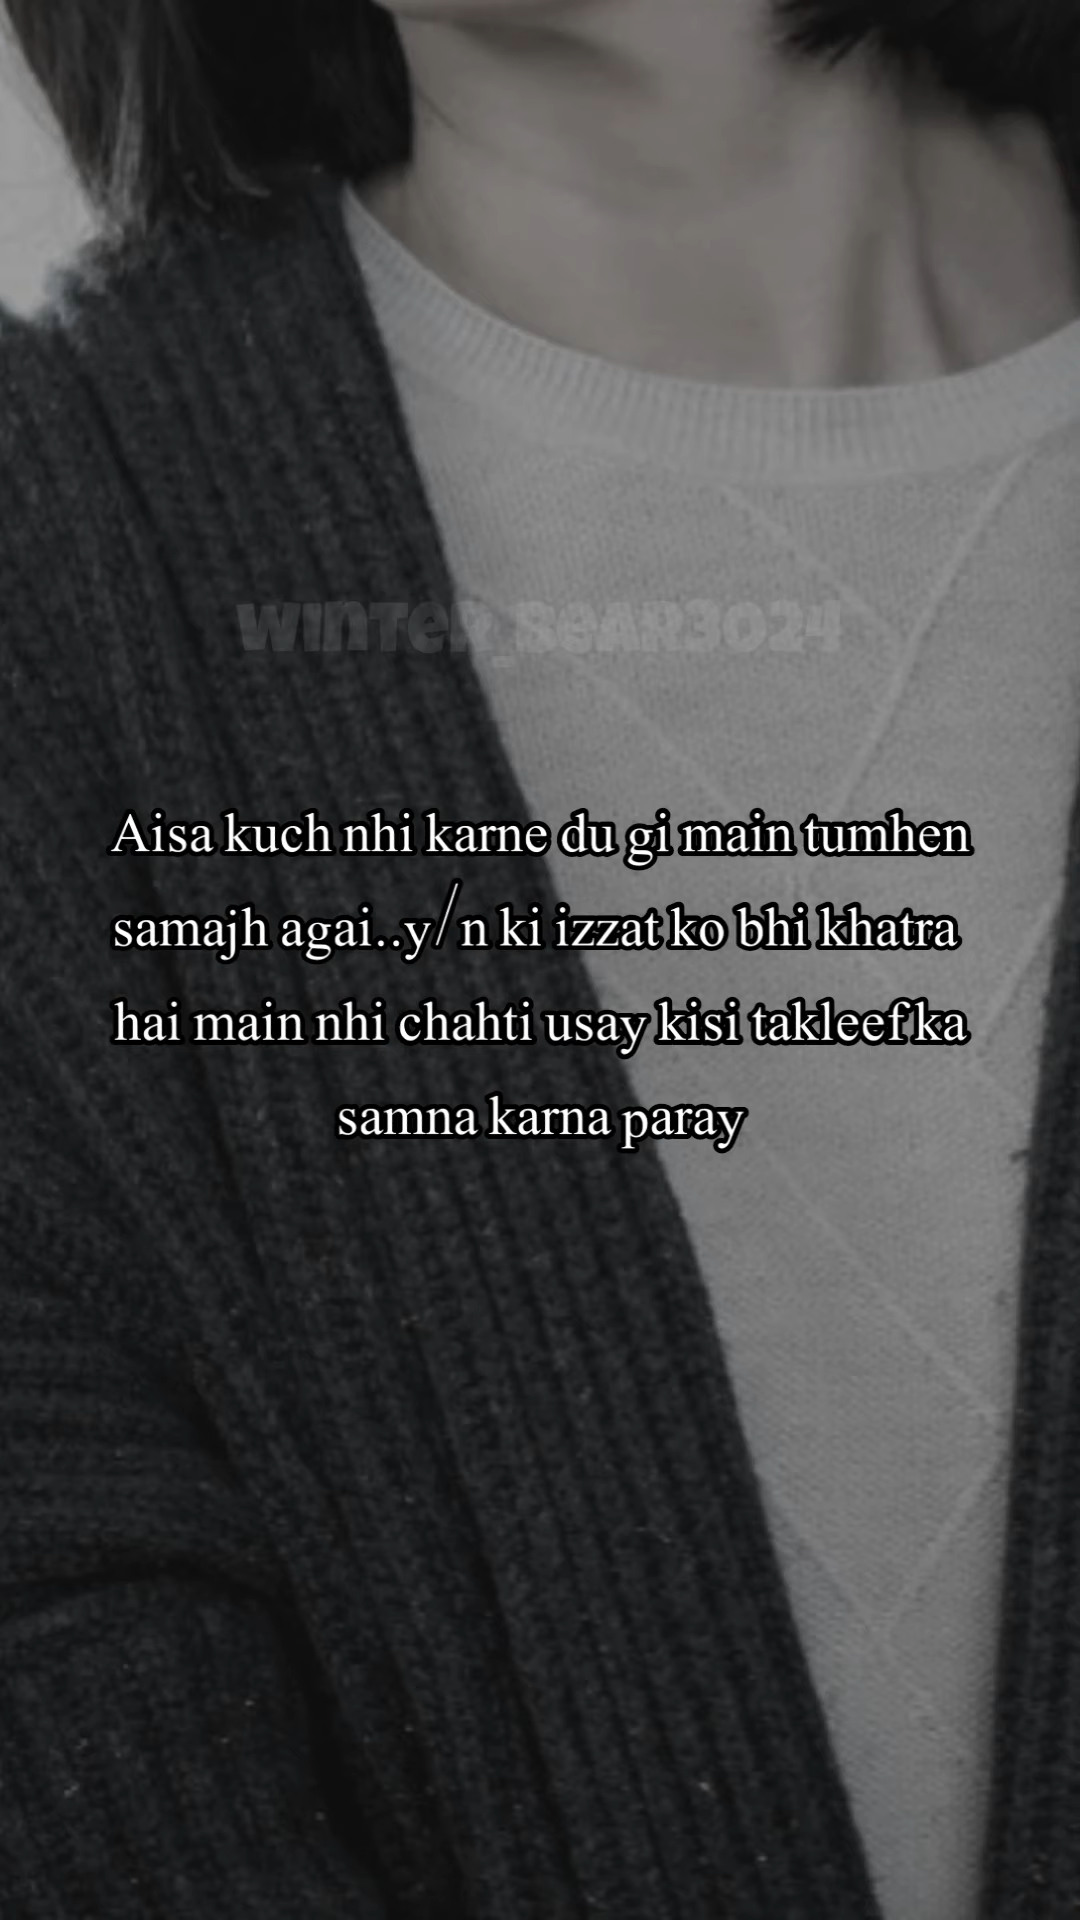 WINTER_BEAR3024
Aisa kuch nhi karne du gi main tumhen
samajh agai..y/n ki izzat ko bhi khatra
hai main nhi chahti usay kisi takleef ka
samna karna paray